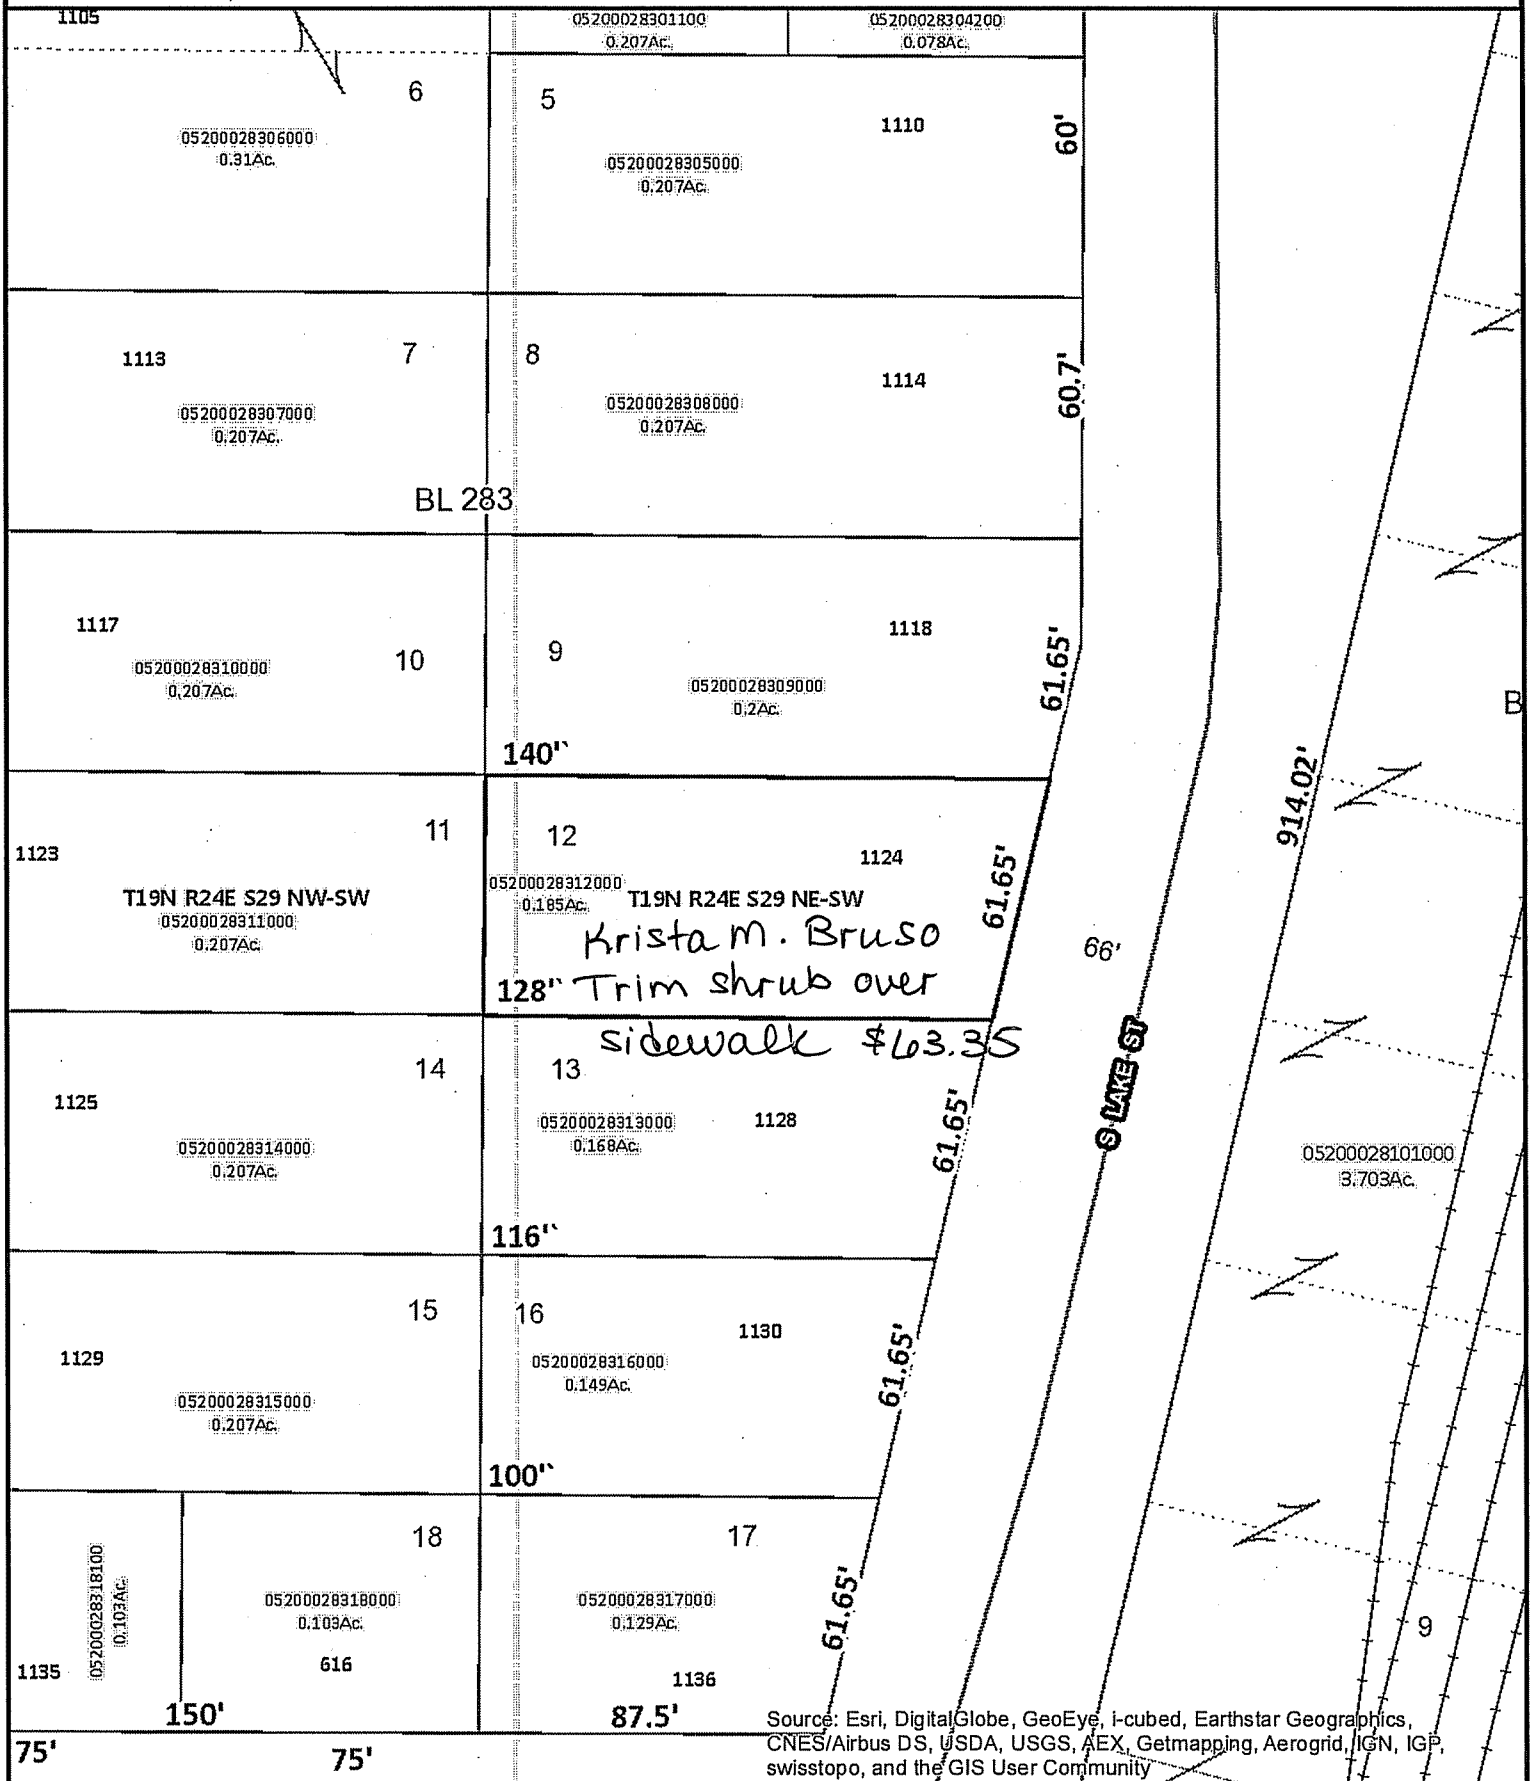 1105
05200028301100
0.207Ac.
05200028304200
0.078Ac.
6
05200028306000
0.31Ac.
5
1110
05200028305000
0.207Ac.
60'
1113
7
05200028307000
0.207Ac.
8
1114
05200028308000
0.207Ac.
60.7'
BL 283
1117
10
05200028310000
0.207Ac.
9
1118
05200028309000
0.2Ac.
61.65'
B
140'`
914.02'
11
1123
T19N R24E S29 NW-SW
05200028311000
0.207Ac.
12
1124
05200028312000
0.185Ac.
T19N R24E S29 NE-SW
61.65'
Krista M. Bruso
Trim shrub over
sidewalk $63.35
128'`
66'
S LAKE ST
14
1125
05200028314000
0.207Ac.
13
1128
05200028313000
0.168Ac.
61.65'
05200028101000
3.703Ac.
116'`
15
1129
05200028315000
0.207Ac.
16
1130
05200028316000
0.149Ac.
61.65'
100'`
18
17
05200028318100
0.103Ac.
05200028318000
0.103Ac.
616
05200028317000
0.129Ac.
61.65'
9
1135
1136
150'
87.5'
75'
75'
Source: Esri, DigitalGlobe, GeoEye, i-cubed, Earthstar Geographics,
CNES/Airbus DS, USDA, USGS, AEX, Getmapping, Aerogrid, IGN, IGP,
swisstopo, and the GIS User Community